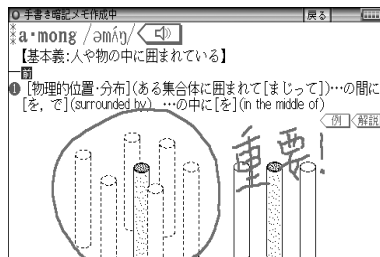 手書き暗記メモ作成中 戻る
a・mong /əmʌ́ŋ/
【基本義:人や物の中に囲まれている】
━前
❶ [物理的位置・分布](ある集合体に囲まれて[まじって])…の間に
[を, で](surrounded by), …の中に[を](in the middle of)
例 解説
重要!